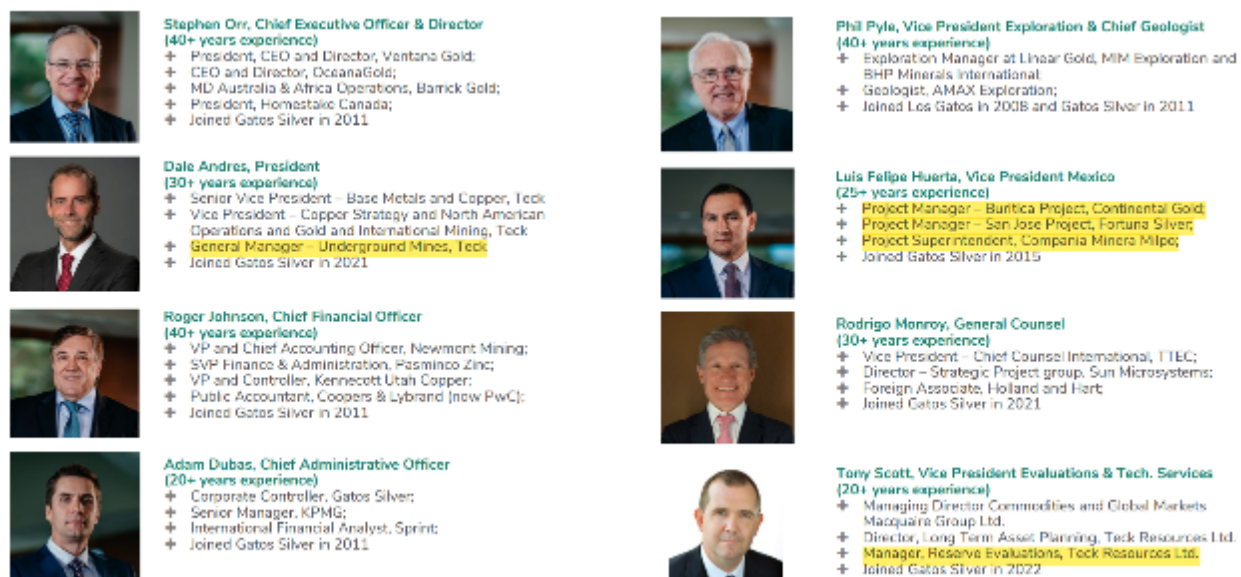 Stephen Orr, Chief Executive Officer & Director
(40+ years experience)
+ President, CEO and Director, Ventana Gold;
+ CEO and Director, OceanaGold;
+ MD Australia & Africa Operations, Barrick Gold;
+ President, Homestake Canada;
+ Joined Gatos Silver in 2011
Dale Andres, President
(30+ years experience)
+ Senior Vice President – Base Metals and Copper, Teck
+ Vice President – Copper Strategy and North American
Operations and Gold and International Mining, Teck
+ General Manager – Underground Mines, Teck
+ Joined Gatos Silver in 2021
Roger Johnson, Chief Financial Officer
(40+ years experience)
+ VP and Chief Accounting Officer, Newmont Mining;
+ SVP Finance & Administration, Pasminco Zinc;
+ VP and Controller, Kennecott Utah Copper;
+ Public Accountant, Coopers & Lybrand (now PwC);
+ Joined Gatos Silver in 2011
Adam Dubas, Chief Administrative Officer
(20+ years experience)
+ Corporate Controller, Gatos Silver;
+ Senior Manager, KPMG;
+ International Financial Analyst, Sprint;
+ Joined Gatos Silver in 2011
Phil Pyle, Vice President Exploration & Chief Geologist
(40+ years experience)
+ Exploration Manager at Linear Gold, MIM Exploration and
BHP Minerals International;
+ Geologist, AMAX Exploration;
+ Joined Los Gatos in 2008 and Gatos Silver in 2011
Luis Felipe Huerta, Vice President Mexico
(25+ years experience)
+ Project Manager – Buritica Project, Continental Gold;
+ Project Manager – San Jose Project, Fortuna Silver;
+ Project Superintendent, Compania Minera Milpo;
+ Joined Gatos Silver in 2015
Rodrigo Monroy, General Counsel
(30+ years experience)
+ Vice President – Chief Counsel International, TTEC;
+ Director – Strategic Project group, Sun Microsystems;
+ Foreign Associate, Holland and Hart;
+ Joined Gatos Silver in 2021
Tony Scott, Vice President Evaluations & Tech. Services
(20+ years experience)
+ Managing Director Commodities and Global Markets
Macquaire Group Ltd.
+ Director, Long Term Asset Planning, Teck Resources Ltd.
+ Manager, Reserve Evaluations, Teck Resources Ltd.
+ Joined Gatos Silver in 2022